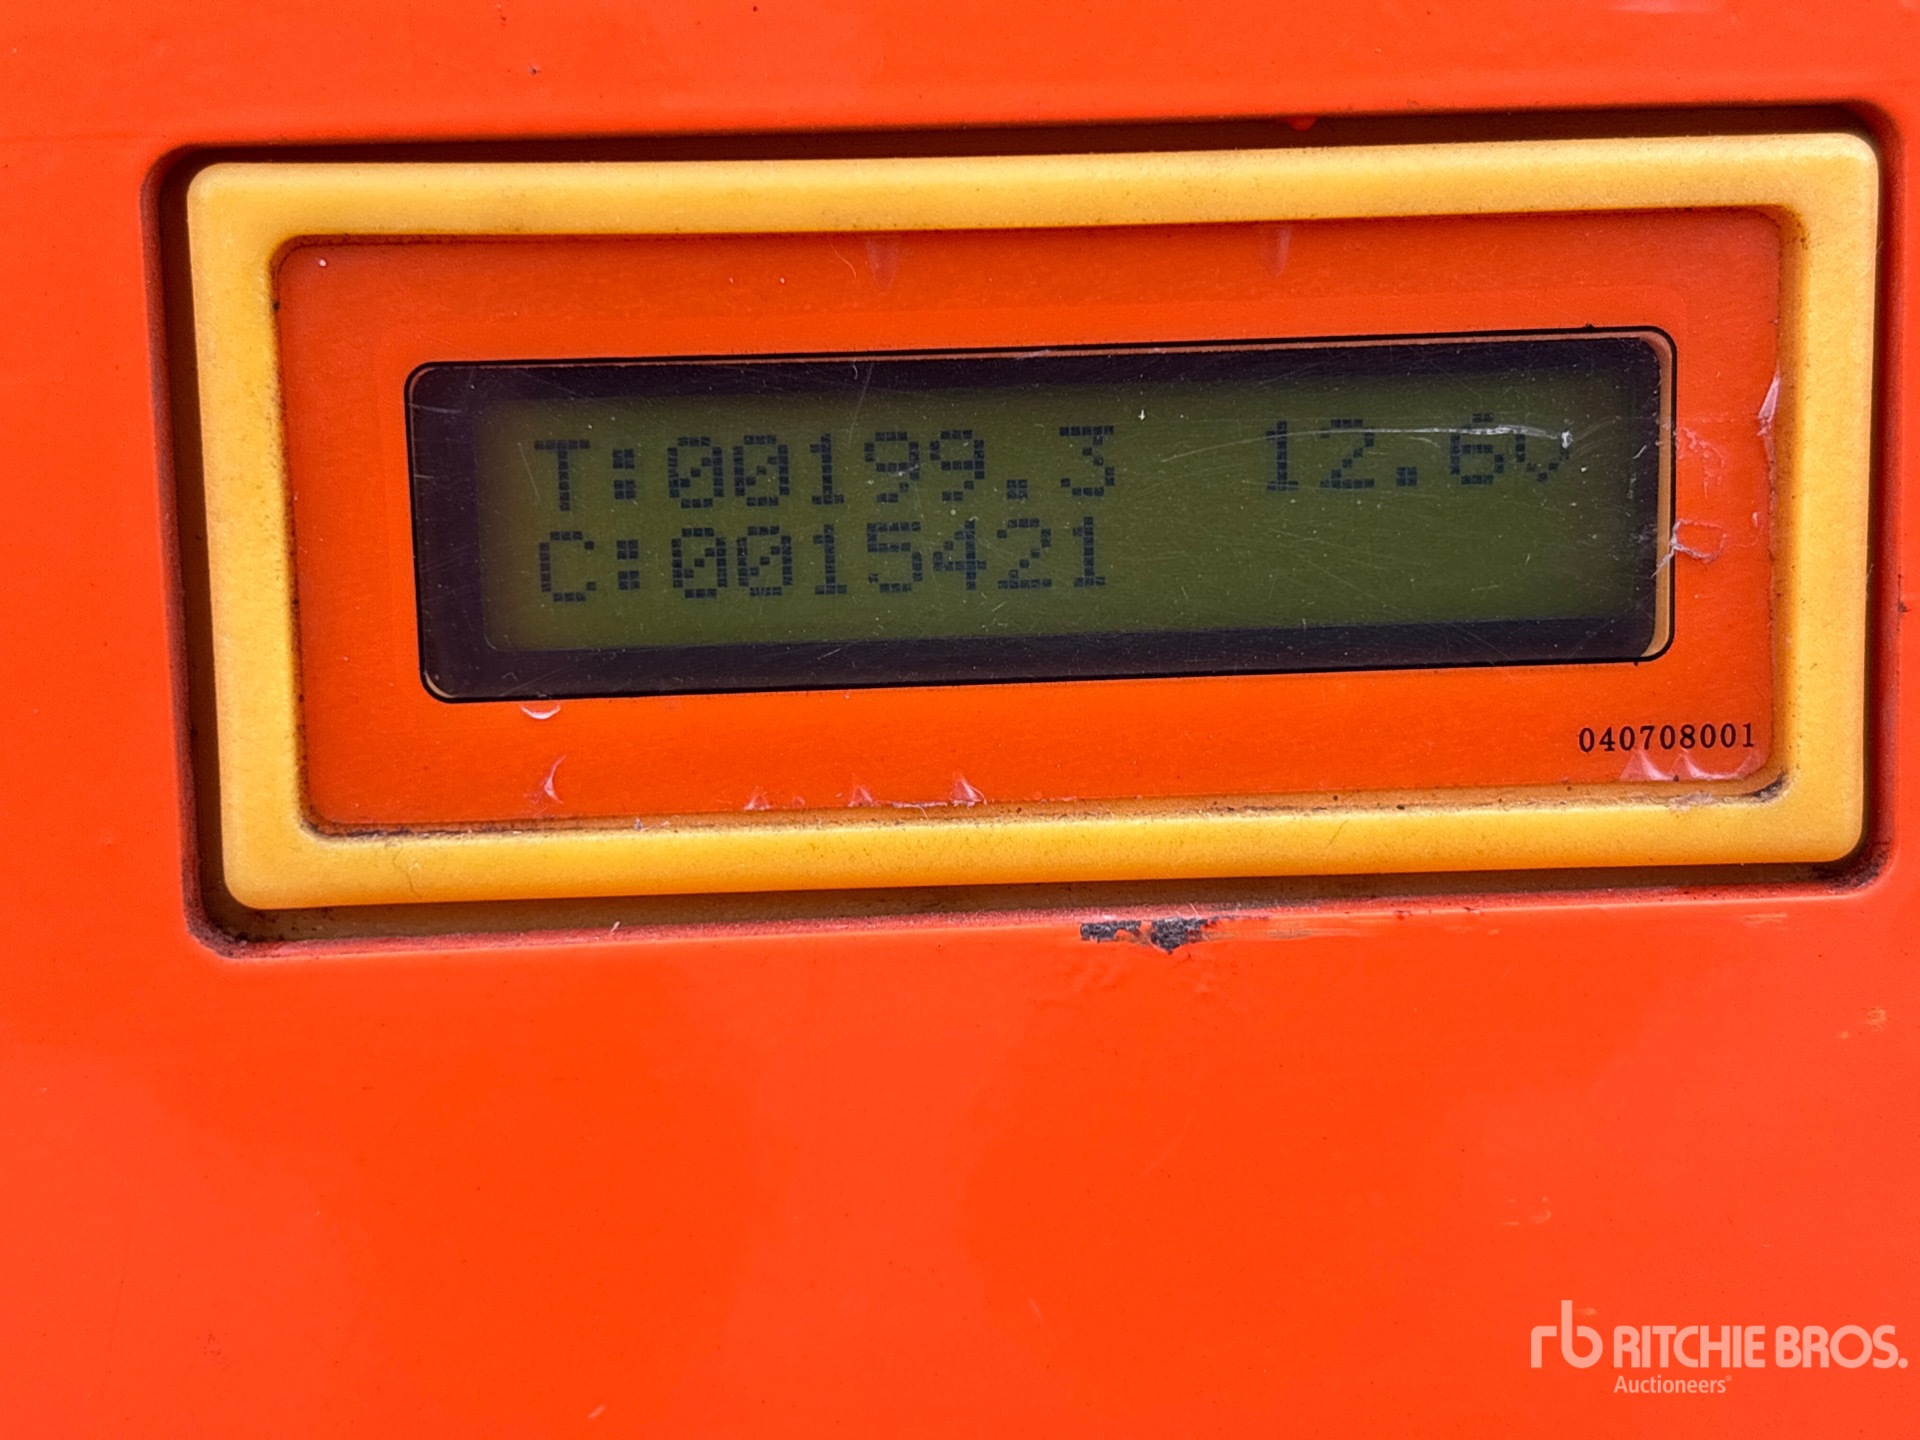 T:00199.3 12.6V
C:0015421
040708001
rb RITCHIE BROS.
Auctioneers